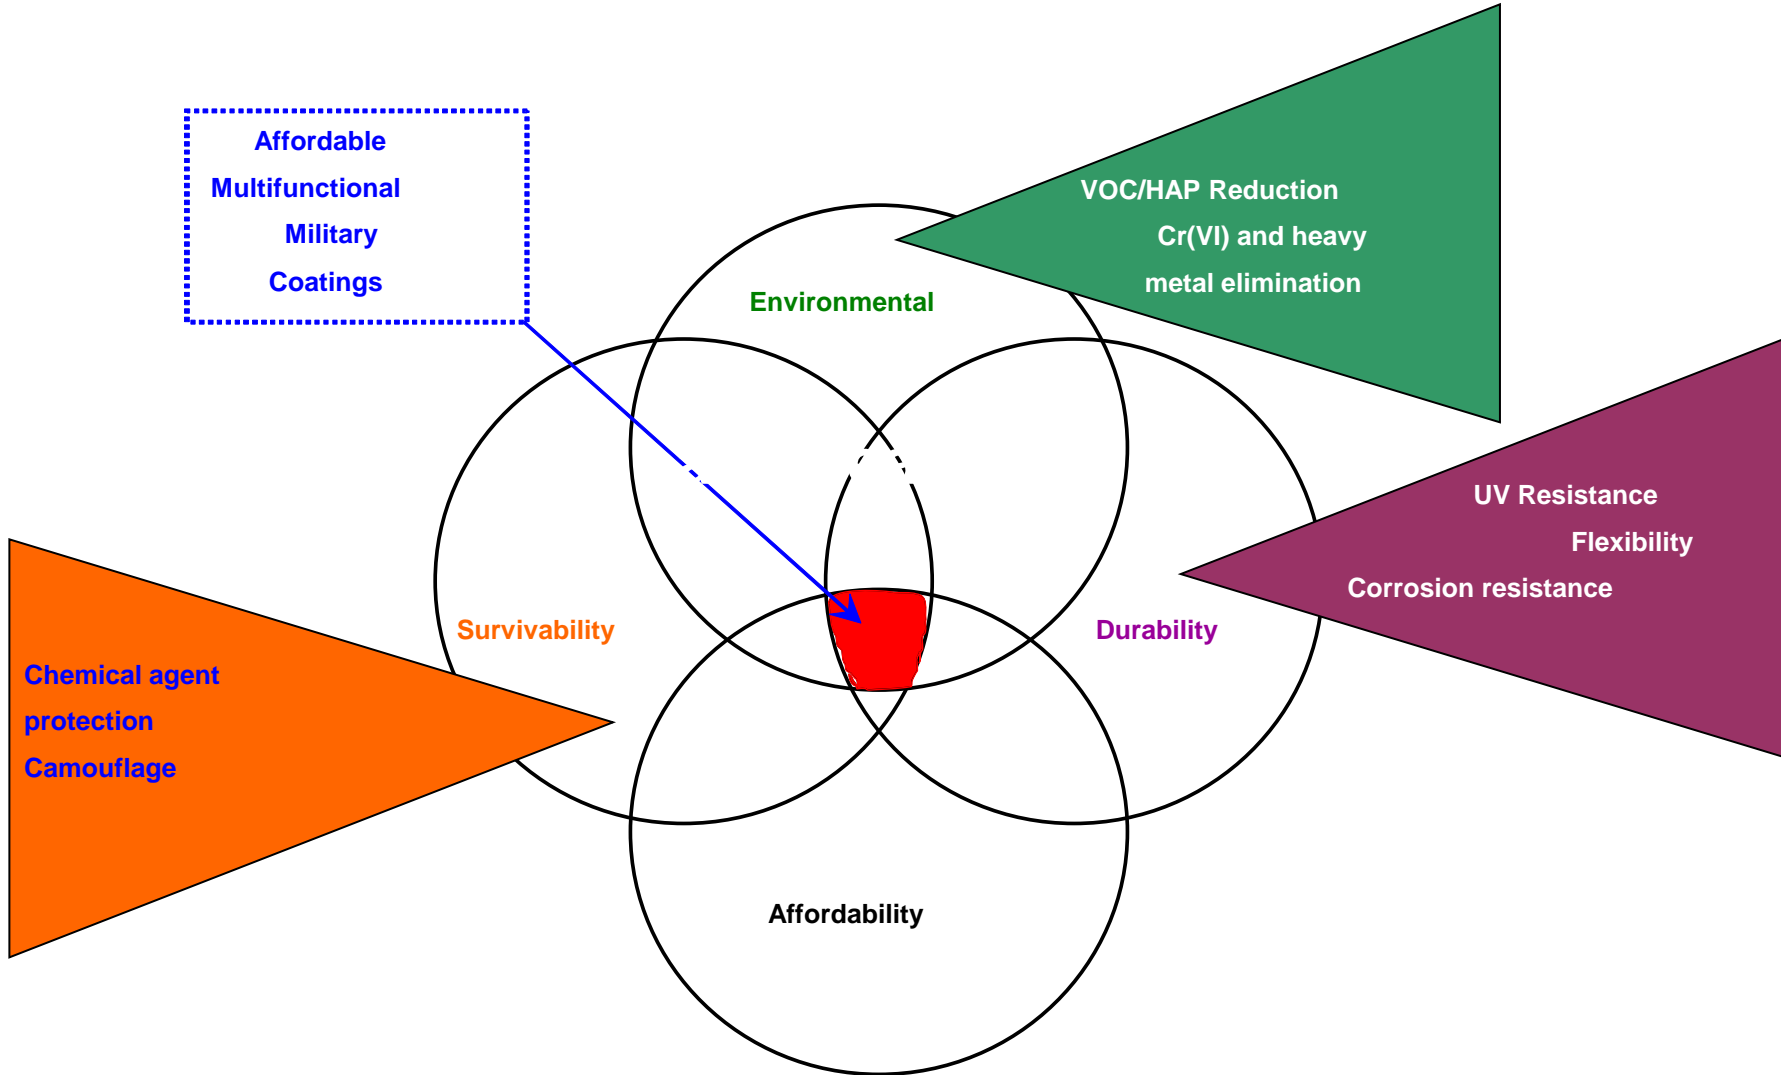 Affordable
Multifunctional
Military
Coatings
VOC/HAP Reduction
Cr(VI) and heavy
metal elimination
Environmental
UV Resistance
Flexibility
Corrosion resistance
Survivability
Durability
Chemical agent
protection
Camouflage
Affordability